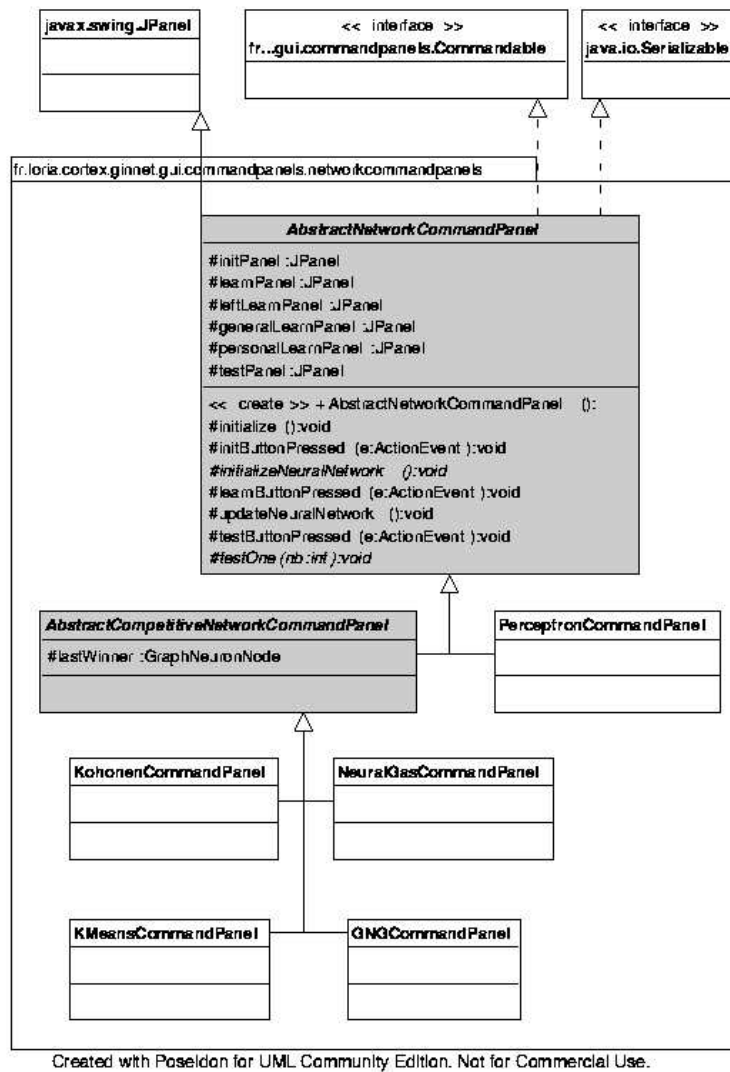 javax.swing.JPanel
<< interface >>
fr...gui.commandpanels.Commandable
<< interface >>
java.io.Serializable
fr.loria.cortex.ginnet.gui.commandpanels.networkcommandpanels
AbstractNetworkCommandPanel
#initPanel :JPanel
#learnPanel :JPanel
#leftLearnPanel :JPanel
#generalLearnPanel :JPanel
#personalLearnPanel :JPanel
#testPanel :JPanel
<< create >> +AbstractNetworkCommandPanel ():
#initialize ():void
#initButtonPressed (e:ActionEvent ):void
#initializeNeuralNetwork ():void
#learnButtonPressed (e:ActionEvent ):void
#updateNeuralNetwork ():void
#testButtonPressed (e:ActionEvent ):void
#testOne (nb :int ):void
AbstractCompetitiveNetworkCommandPanel
#lastWinner :GraphNeuronNode
PerceptronCommandPanel
KohonenCommandPanel
NeuralGasCommandPanel
KMeansCommandPanel
GNGCommandPanel
Created with Poseidon for UML Community Edition. Not for Commercial Use.